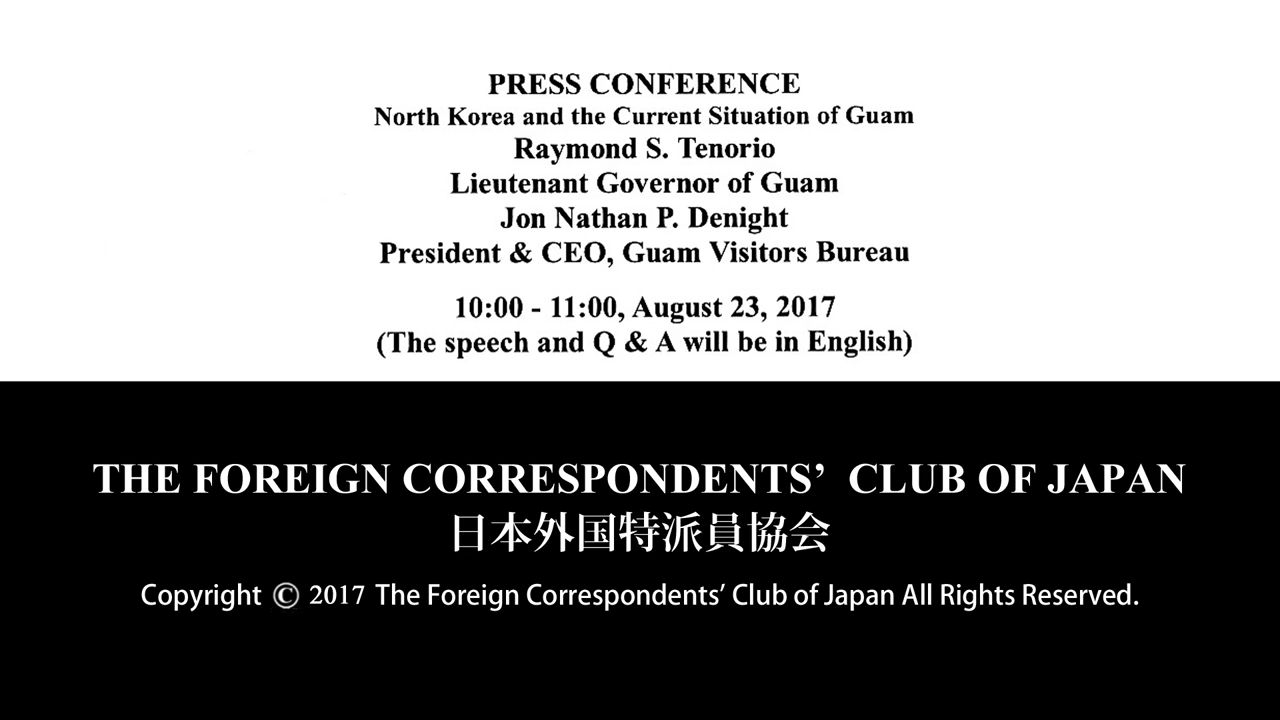 PRESS CONFERENCE
North Korea and the Current Situation of Guam
Raymond S. Tenorio
Lieutenant Governor of Guam
Jon Nathan P. Denight
President & CEO, Guam Visitors Bureau
10:00 - 11:00, August 23, 2017
(The speech and Q & A will be in English)
THE FOREIGN CORRESPONDENTS’ CLUB OF JAPAN
日本外国特派員協会
Copyright © 2017 The Foreign Correspondents’ Club of Japan All Rights Reserved.